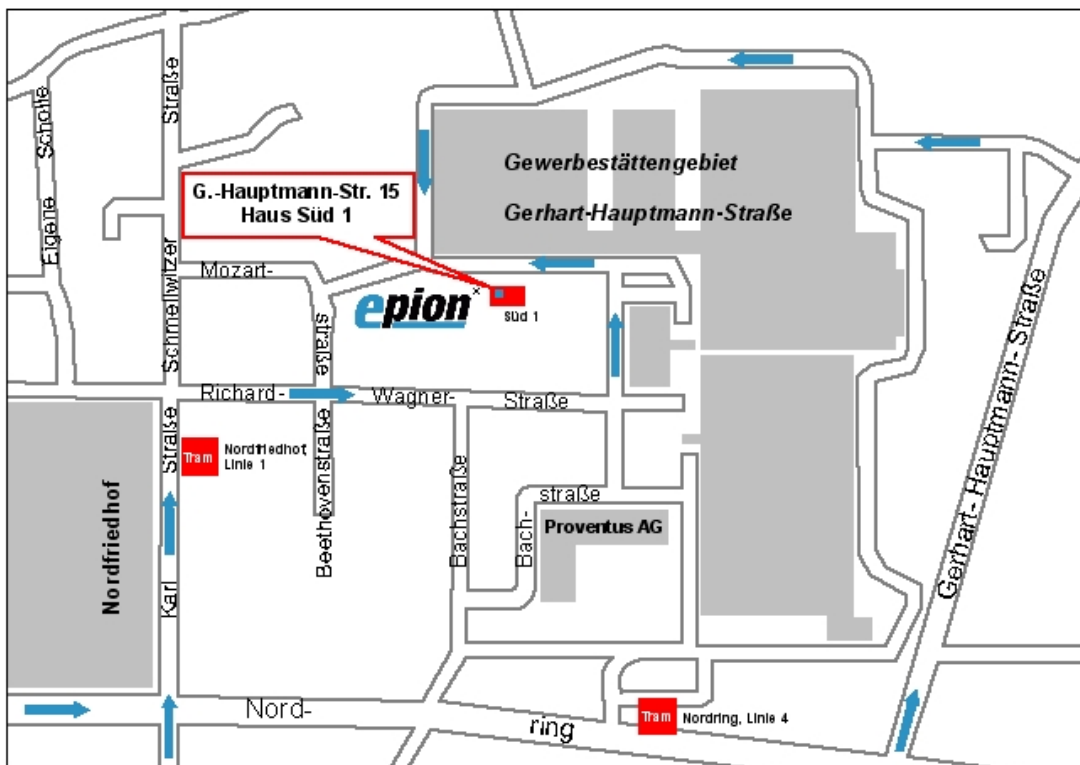 Eigene Scholle
Straße
Schmellwitzer
Gewerbestättengebiet
Gerhart-Hauptmann-Straße
G.-Hauptmann-Str. 15
Haus Süd 1
Mozart-
straße
epion
x
Süd 1
Richard-
Wagner-
Straße
Straße
Tram
Nordfriedhof,
Linie 1
Beethovenstraße
Bachstraße
Bach-
straße
Proventus AG
Nordfriedhof
Karl
Gerhart-Hauptmann-Straße
Nord-
ring
Tram
Nordring, Linie 4